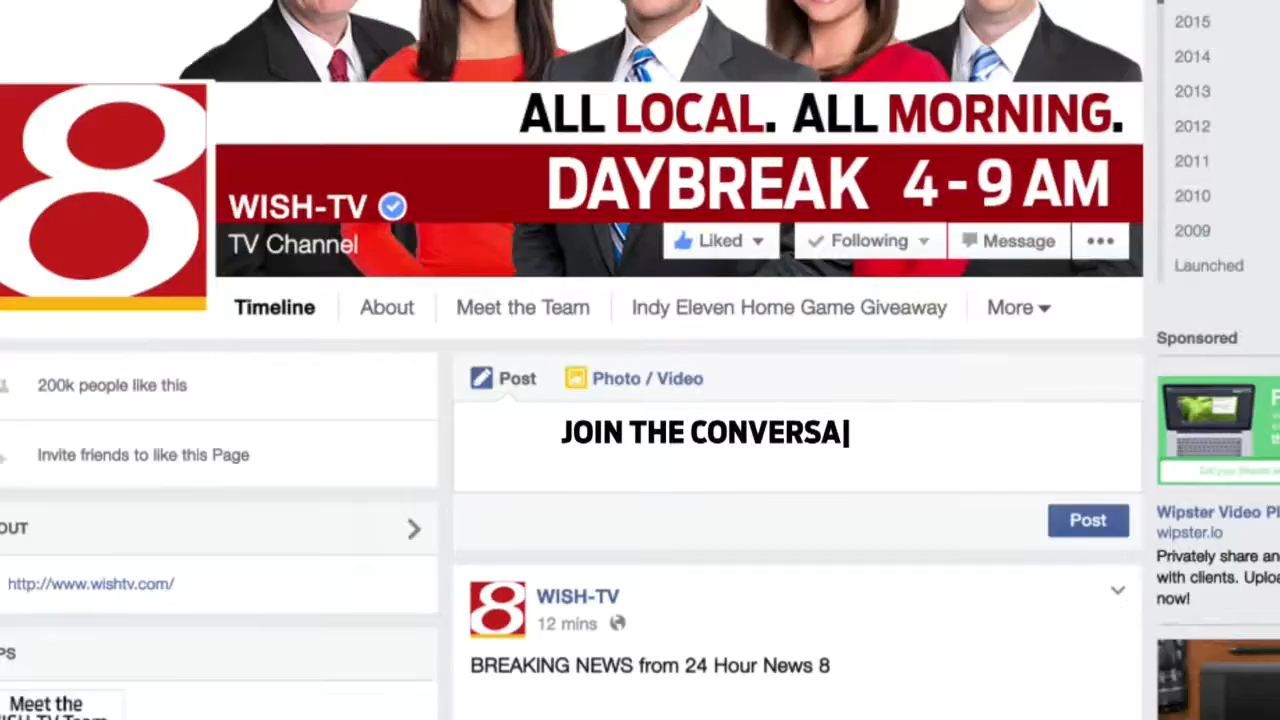 ALL LOCAL. ALL MORNING.
DAYBREAK 4-9 AM
8
WISH-TV
TV Channel
Liked
Following
Message
Timeline
About
Meet the Team
Indy Eleven Home Game Giveaway
More
200k people like this
Invite friends to like this Page
OUT
http://www.wishtv.com/
PS
Meet the
Post
Photo / Video
JOIN THE CONVERSA
Post
8
WISH-TV
12 mins
BREAKING NEWS from 24 Hour News 8
2015
2014
2013
2012
2011
2010
2009
Launched
Sponsored
F
Wipster Video Pl
wipster.io
Privately share an
with clients. Uploa
now!